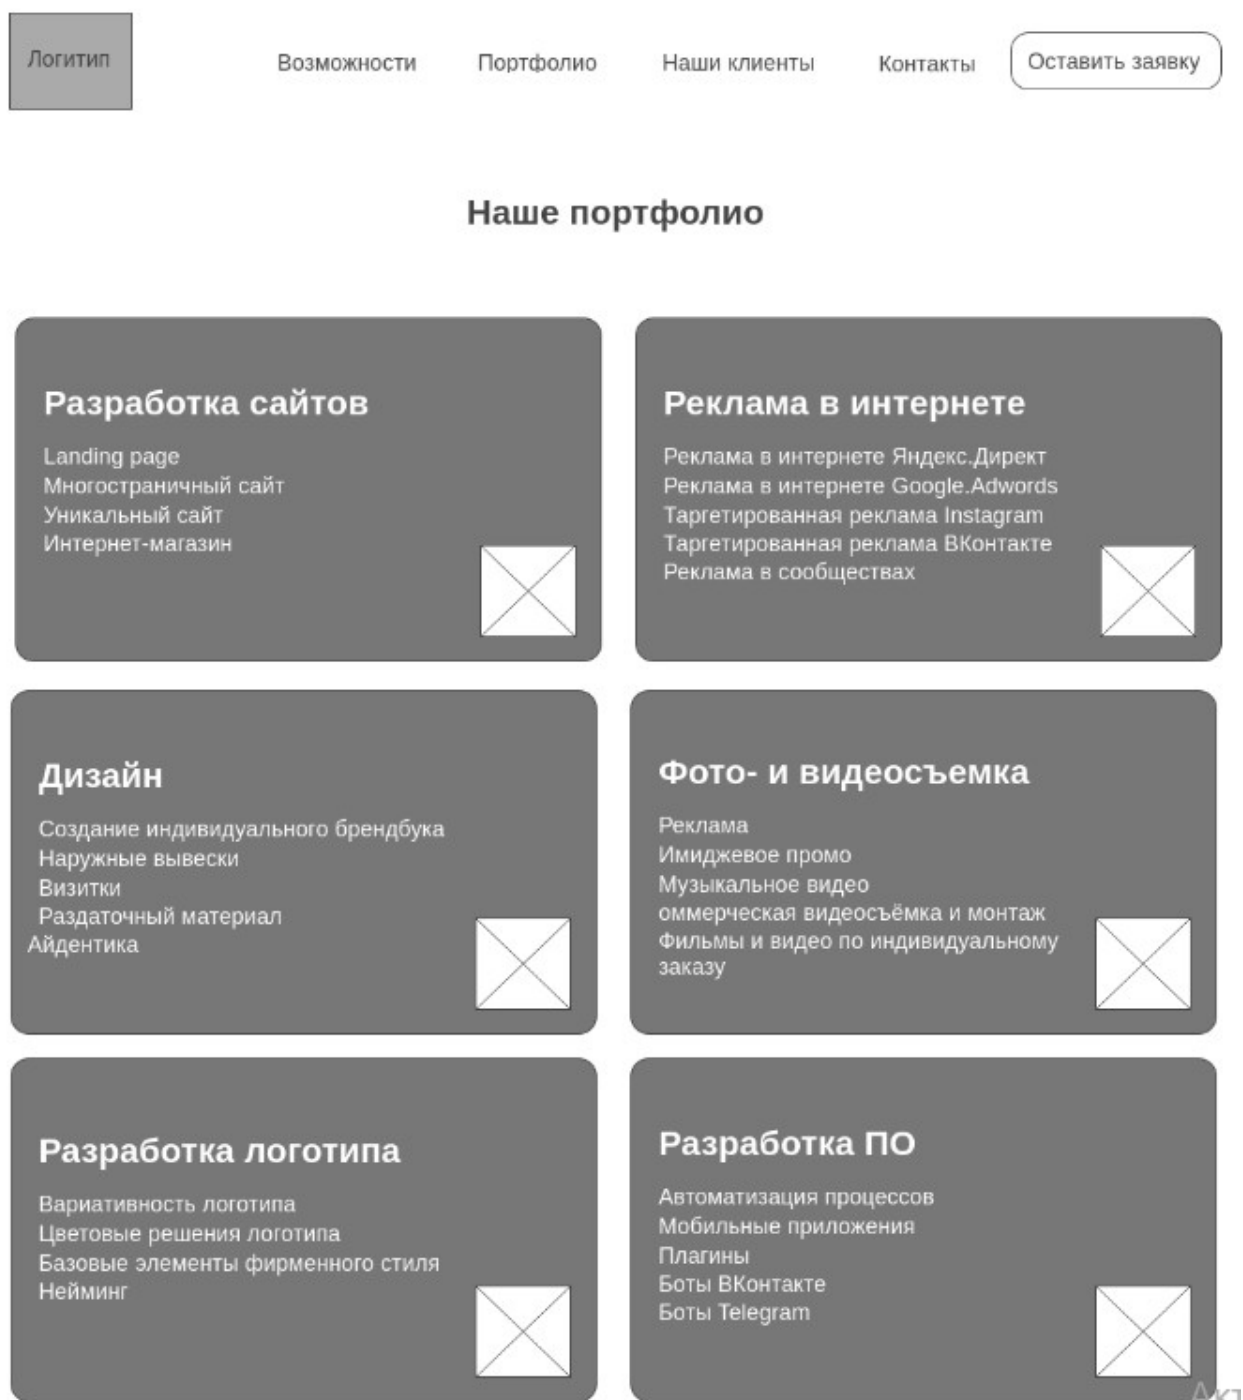 Логитип
Возможности
Портфолио
Наши клиенты
Контакты
Оставить заявку
Наше портфолио
Разработка сайтов
Landing page
Многостраничный сайт
Уникальный сайт
Интернет-магазин
Реклама в интернете
Реклама в интернете Яндекс.Директ
Реклама в интернете Google.Adwords
Таргетированная реклама Instagram
Таргетированная реклама ВКонтакте
Реклама в сообществах
Дизайн
Создание индивидуального брендбука
Наружные вывески
Визитки
Раздаточный материал
Айдентика
Фото- и видеосъемка
Реклама
Имиджевое промо
Музыкальное видео
оммерческая видеосъёмка и монтаж
Фильмы и видео по индивидуальному
заказу
Разработка логотипа
Вариативность логотипа
Цветовые решения логотипа
Базовые элементы фирменного стиля
Нейминг
Разработка ПО
Автоматизация процессов
Мобильные приложения
Плагины
Боты ВКонтакте
Боты Telegram